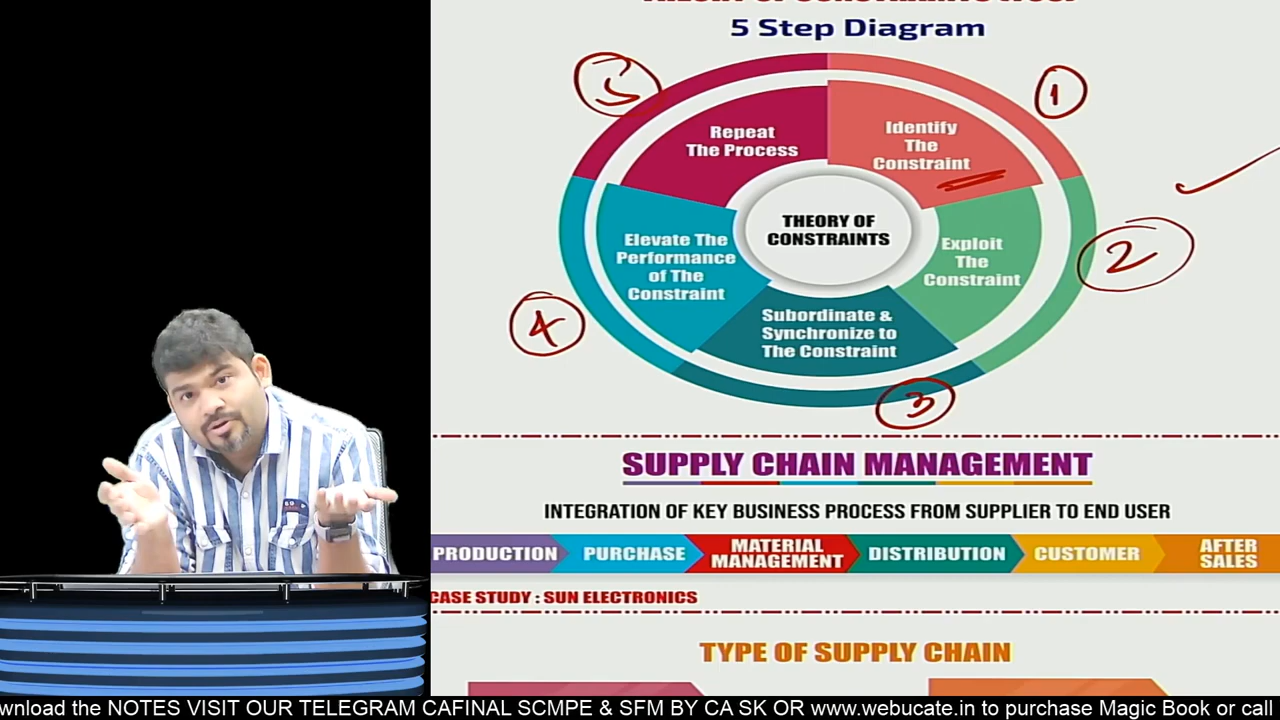 5 Step Diagram
5
1
Repeat
The Process
Identify
The
Constraint
THEORY OF
CONSTRAINTS
Elevate The
Performance
of The
Constraint
Exploit
The
Constraint
2
Subordinate &
Synchronize to
The Constraint
4
3
SUPPLY CHAIN MANAGEMENT
INTEGRATION OF KEY BUSINESS PROCESS FROM SUPPLIER TO END USER
PRODUCTION
PURCHASE
MATERIAL
MANAGEMENT
DISTRIBUTION
CUSTOMER
AFTER
SALES
CASE STUDY : SUN ELECTRONICS
TYPE OF SUPPLY CHAIN
wnload the NOTES VISIT OUR TELEGRAM CAFINAL SCMPE & SFM BY CA SK OR www.webucate.in to purchase Magic Book or call